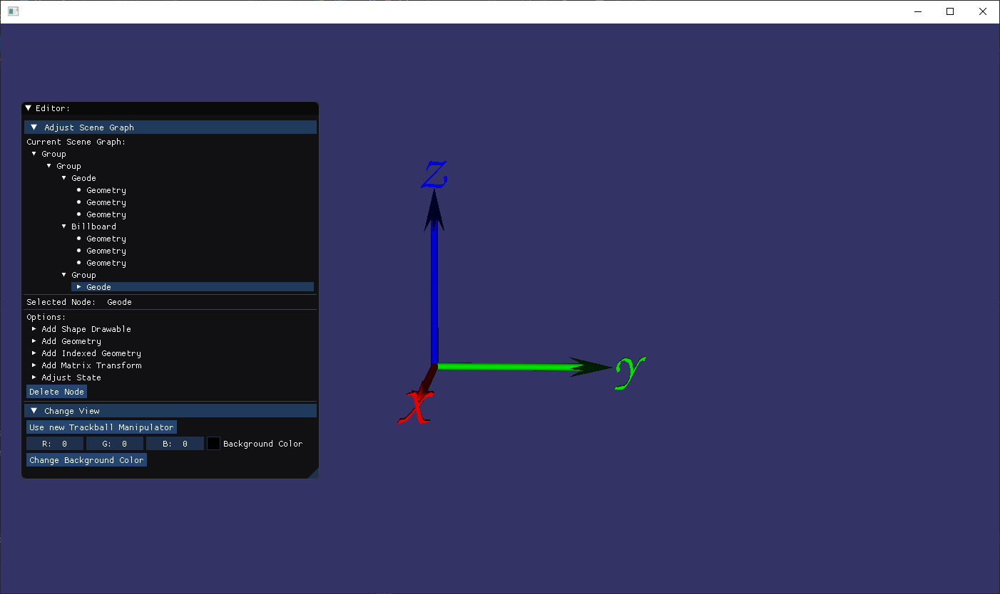 Editor:
Adjust Scene Graph
Current Scene Graph:
Group
Group
Geode
Geometry
Geometry
Geometry
Billboard
Geometry
Geometry
Geometry
Group
Geode
Selected Node: Geode
Options:
Add Shape Drawable
Add Geometry
Add Indexed Geometry
Add Matrix Transform
Adjust State
Delete Node
Change View
Use new Trackball Manipulator
R: 0 G: 0 B: 0 Background Color
Change Background Color
z
y
x